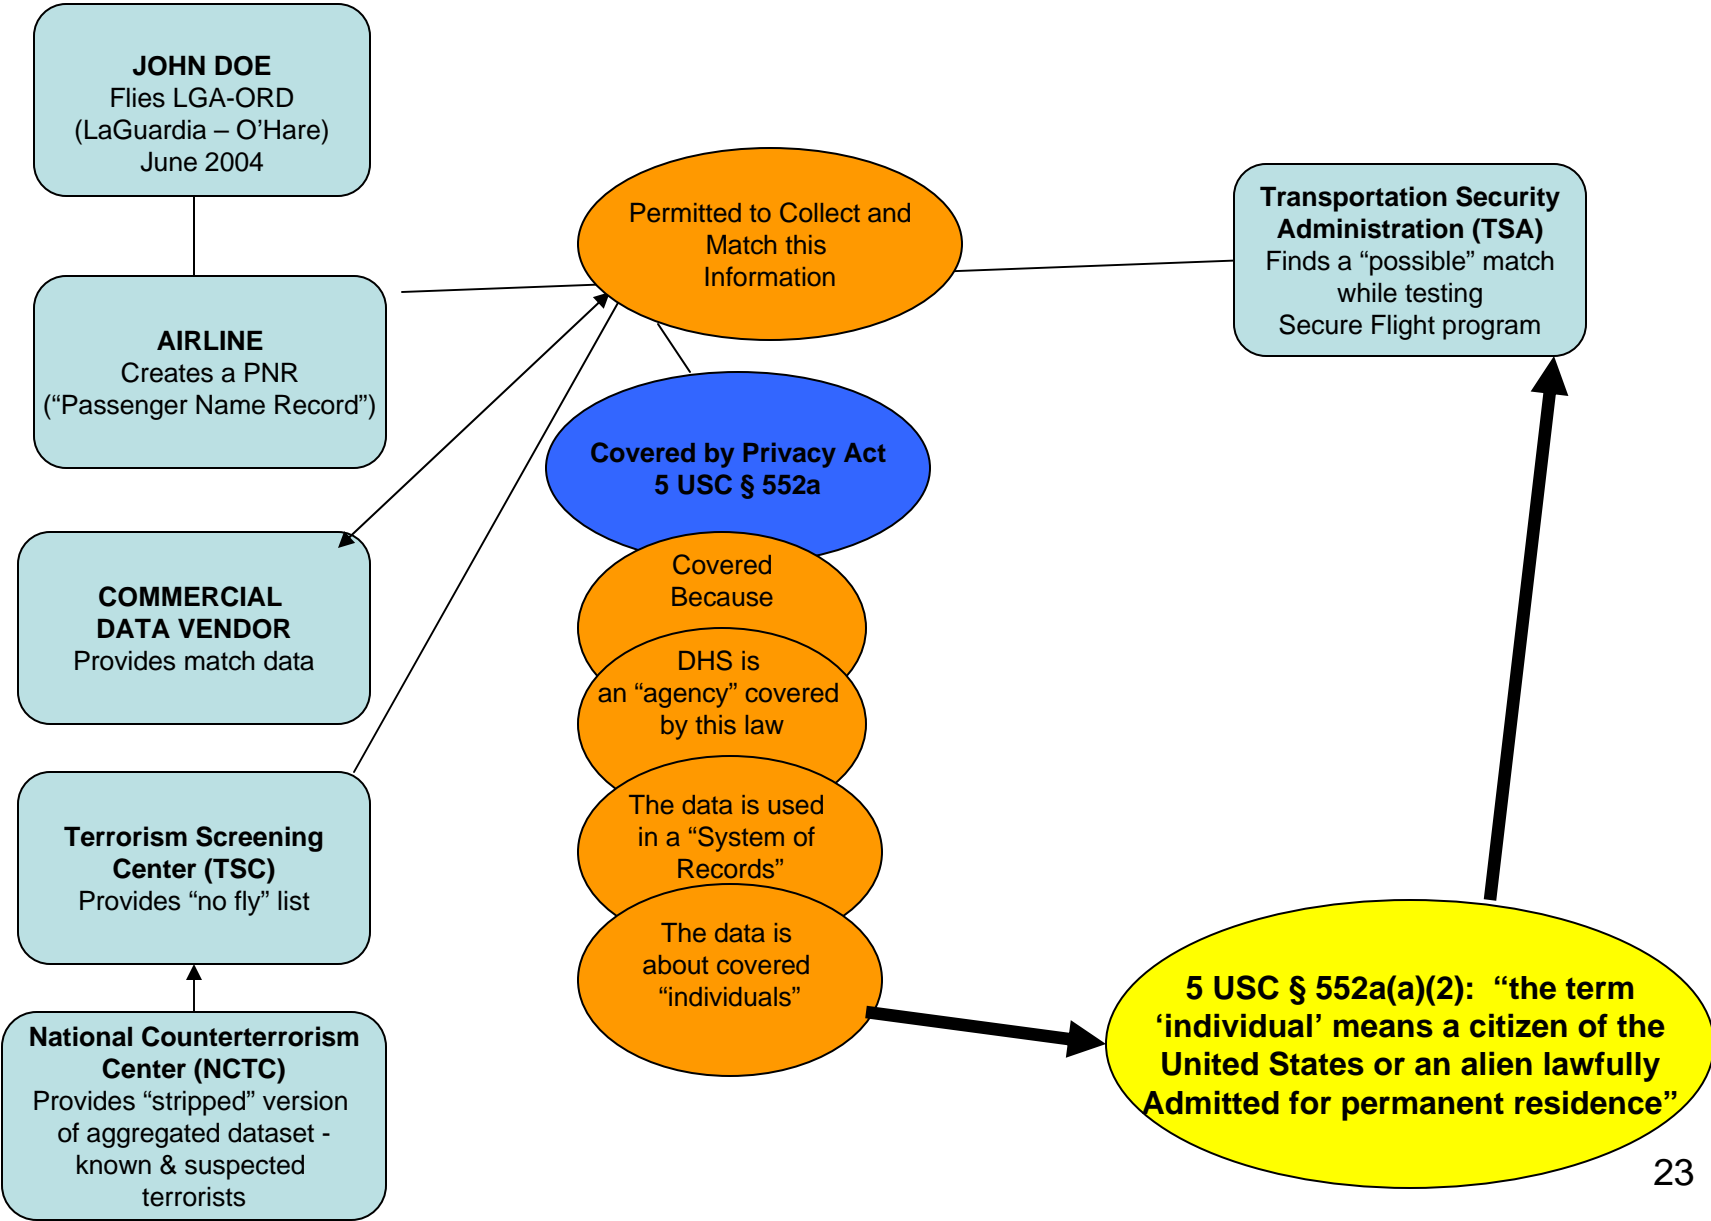 JOHN DOE
Flies LGA-ORD
(LaGuardia – O’Hare)
June 2004
AIRLINE
Creates a PNR
(“Passenger Name Record”)
COMMERCIAL
DATA VENDOR
Provides match data
Terrorism Screening
Center (TSC)
Provides “no fly” list
National Counterterrorism
Center (NCTC)
Provides “stripped” version
of aggregated dataset -
known & suspected
terrorists
Permitted to Collect and
Match this
Information
Covered by Privacy Act
5 USC § 552a
Covered
Because
DHS is
an “agency” covered
by this law
The data is used
in a “System of
Records”
The data is
about covered
“individuals”
Transportation Security
Administration (TSA)
Finds a “possible” match
while testing
Secure Flight program
5 USC § 552a(a)(2): “the term
‘individual’ means a citizen of the
United States or an alien lawfully
Admitted for permanent residence”
23